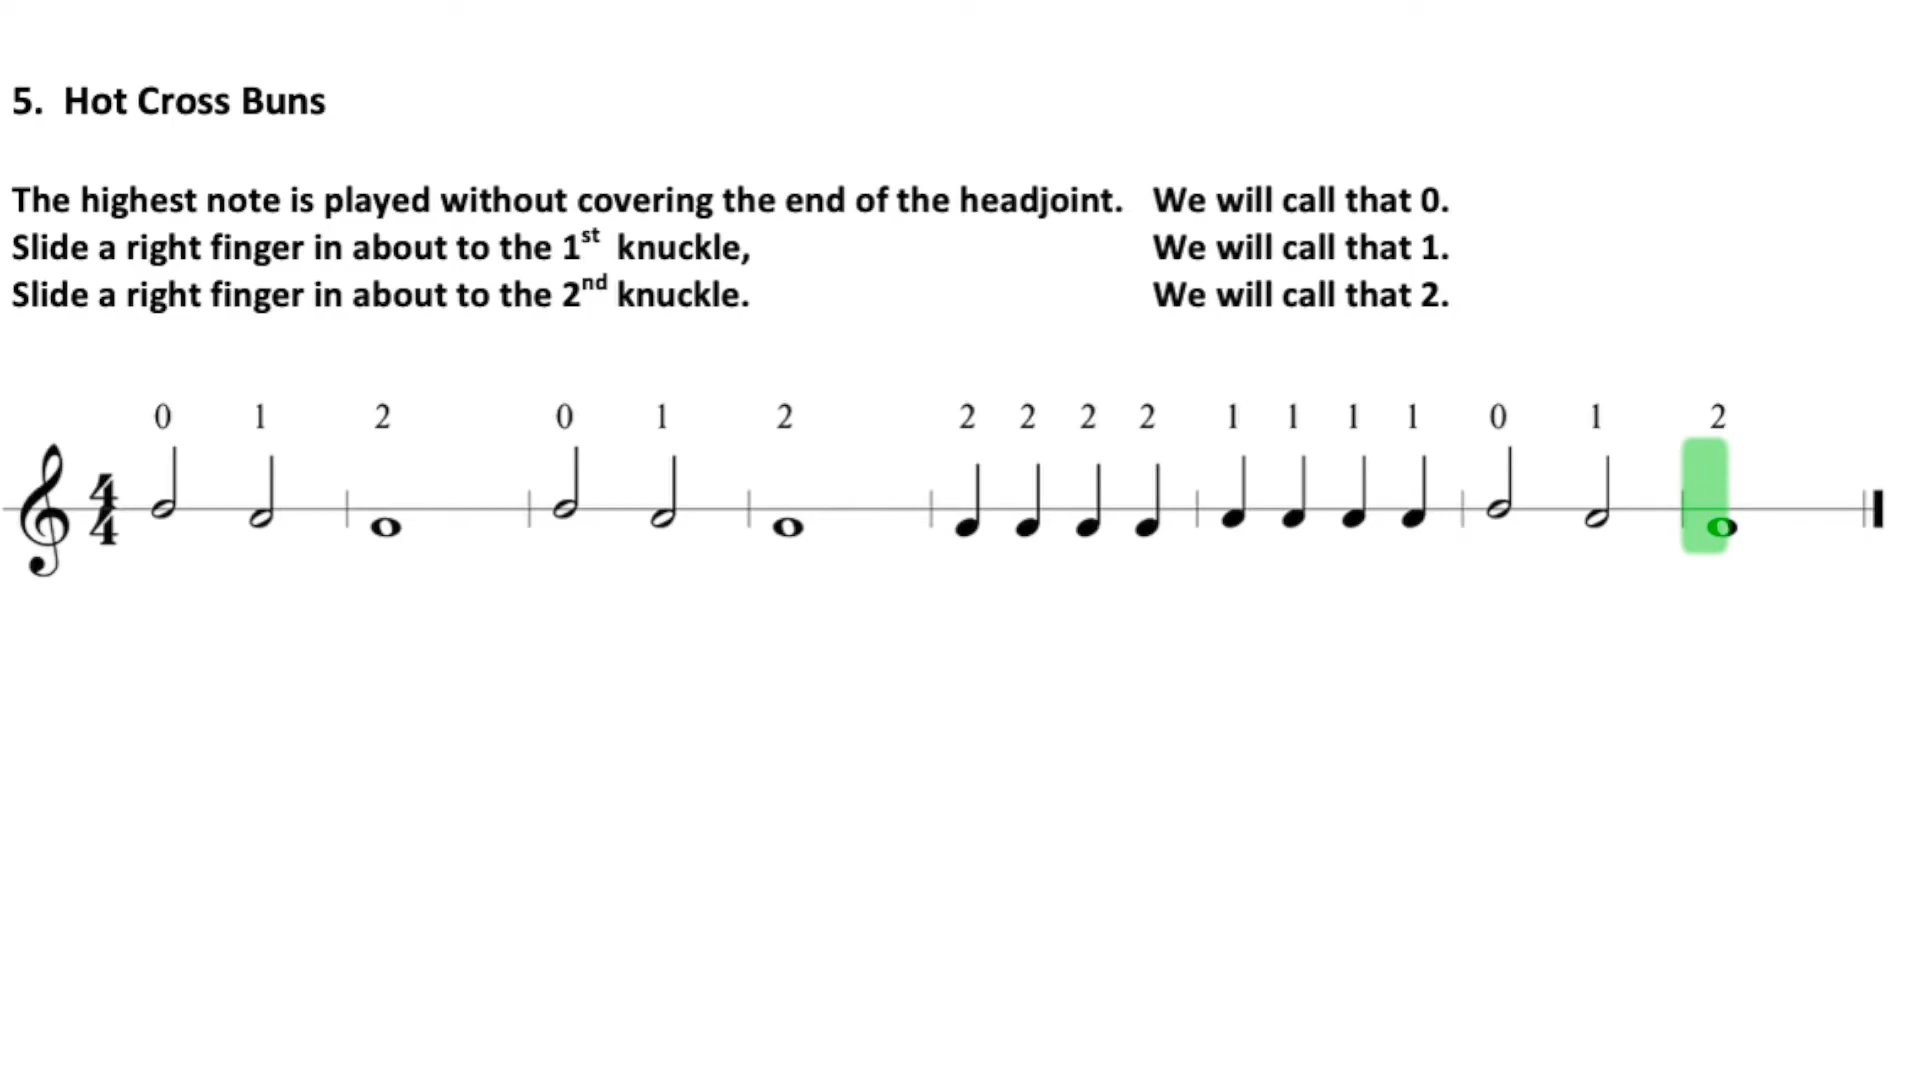 5. Hot Cross Buns
The highest note is played without covering the end of the headjoint. We will call that 0.
Slide a right finger in about to the 1st knuckle, We will call that 1.
Slide a right finger in about to the 2nd knuckle. We will call that 2.
0 1 2 0 1 2 2 2 2 2 1 1 1 1 0 1 2
4
4